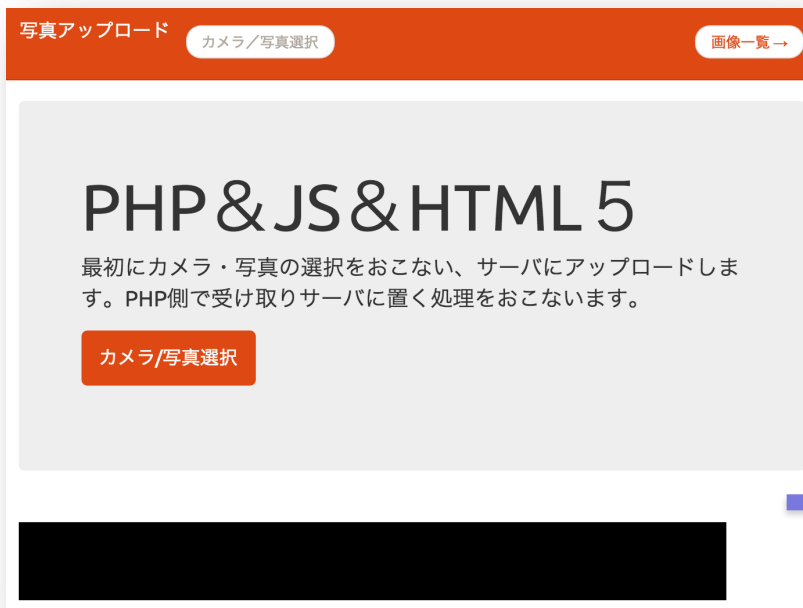 写真アップロード
カメラ／写真選択
画像一覧→
PHP＆JS＆HTML５
最初にカメラ・写真の選択をおこない、サーバにアップロードしま
す。PHP側で受け取りサーバに置く処理をおこないます。
カメラ/写真選択